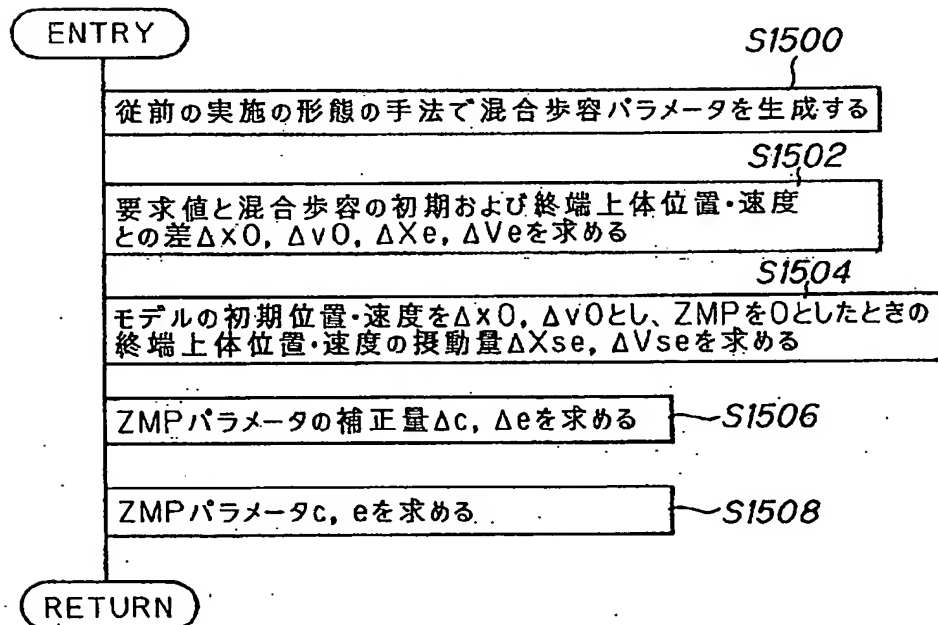 ENTRY
S1500
従前の実施の形態の手法で混合歩容パラメータを生成する
S1502
要求値と混合歩容の初期および終端上体位置・速度
との差Δx0, Δv0, ΔXe, ΔVeを求める
S1504
モデルの初期位置・速度をΔx0, Δv0とし、ZMPを0としたときの
終端上体位置・速度の摂動量ΔXse, ΔVseを求める
ZMPパラメータの補正量Δc, Δeを求める
S1506
ZMPパラメータc, eを求める
S1508
RETURN